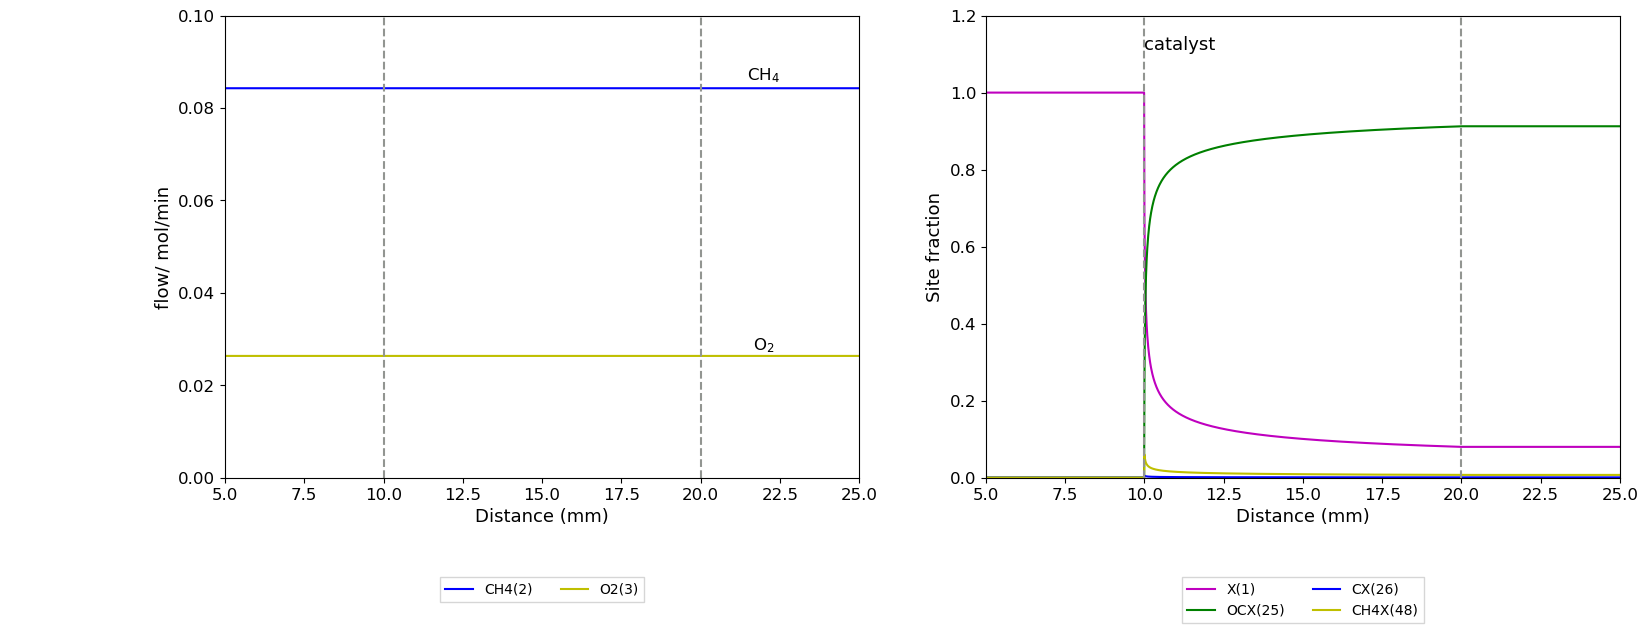 0.10
0.08
0.06
0.04
0.02
0.00
flow/ mol/min
CH₄
O₂
5.0 7.5 10.0 12.5 15.0 17.5 20.0 22.5 25.0
Distance (mm)
CH4(2) O2(3)
1.2
1.0
0.8
0.6
0.4
0.2
0.0
Site fraction
catalyst
5.0 7.5 10.0 12.5 15.0 17.5 20.0 22.5 25.0
Distance (mm)
X(1) CX(26)
OCX(25) CH4X(48)